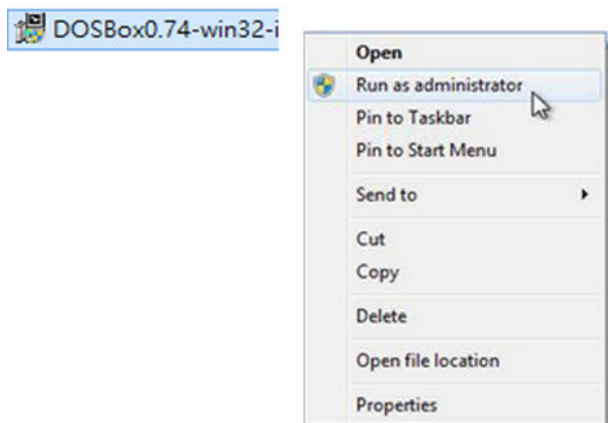 DOSBox0.74-win32-i
Open
Run as administrator
Pin to Taskbar
Pin to Start Menu
Send to
Cut
Copy
Delete
Open file location
Properties